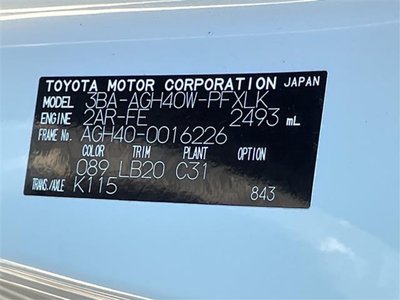 TOYOTA MOTOR CORPORATION JAPAN
MODEL 3BA-AGH40W-PFXLK
ENGINE 2AR-FE 2493 mL
FRAME No. AGH40-0016226
COLOR TRIM PLANT OPTION
089 LB20 C31
TRANS./AXLE K115 843